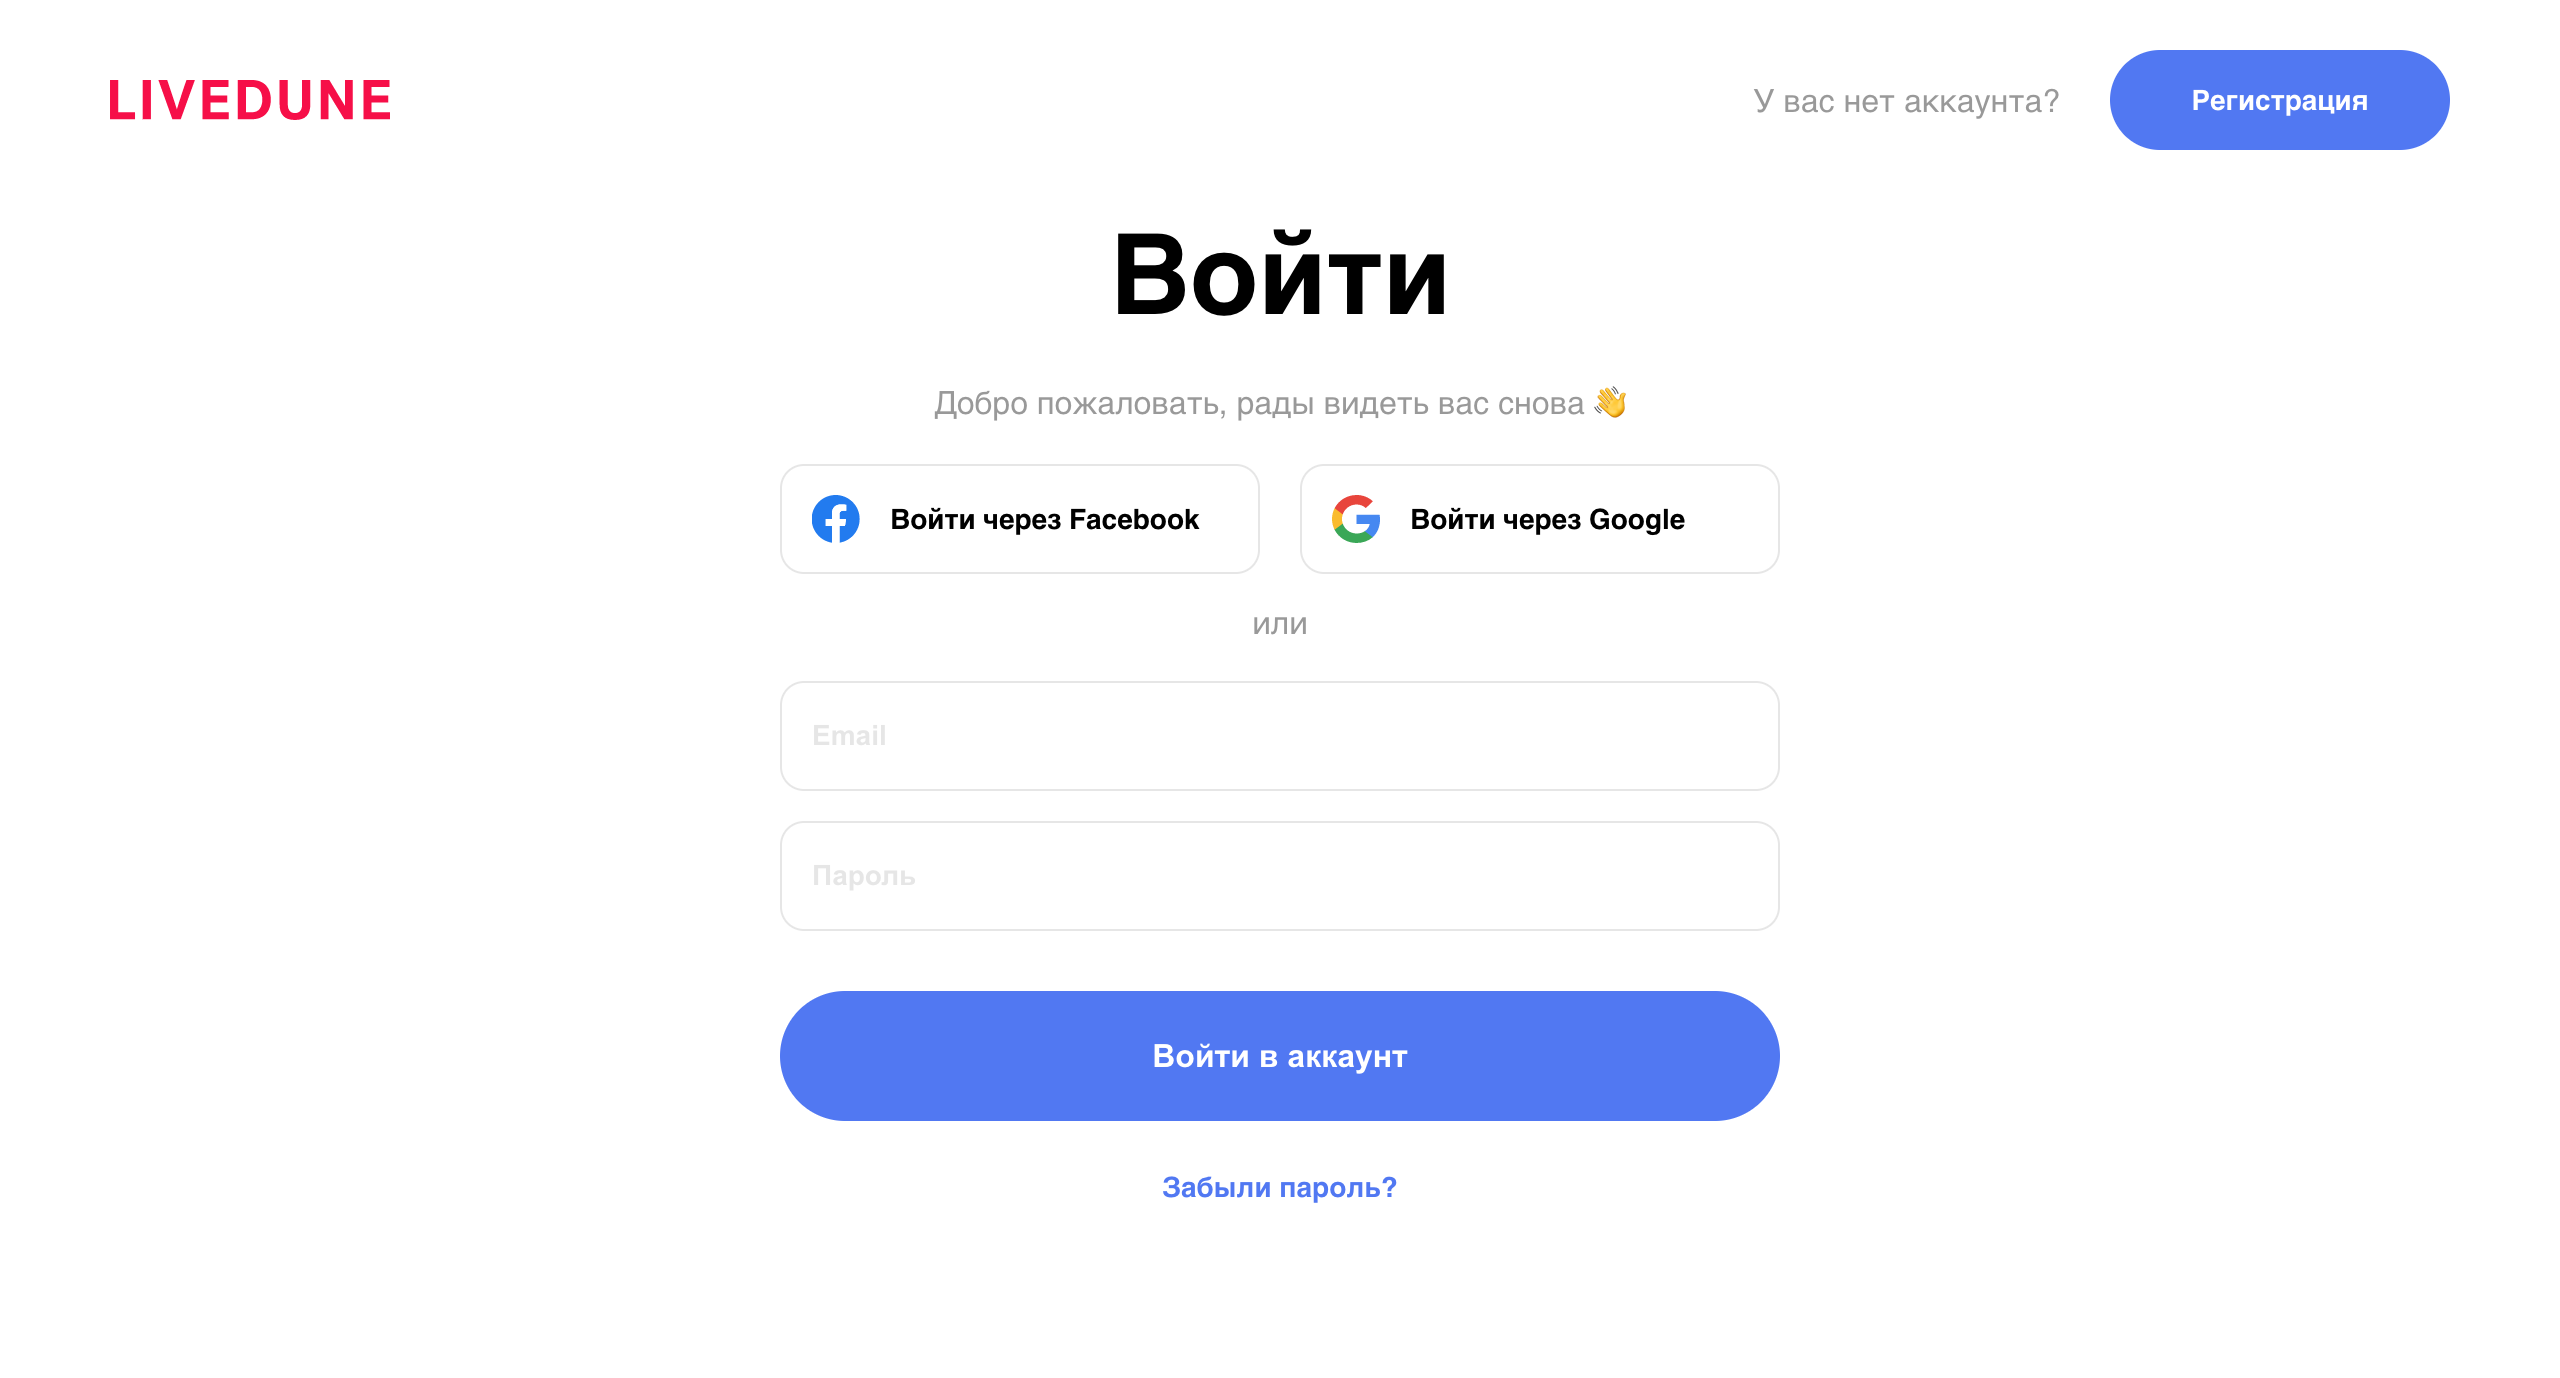 LIVEDUNE
У вас нет аккаунта?
Регистрация
Войти
Добро пожаловать, рады видеть вас снова 👋
Войти через Facebook
Войти через Google
или
Email
Пароль
Войти в аккаунт
Забыли пароль?